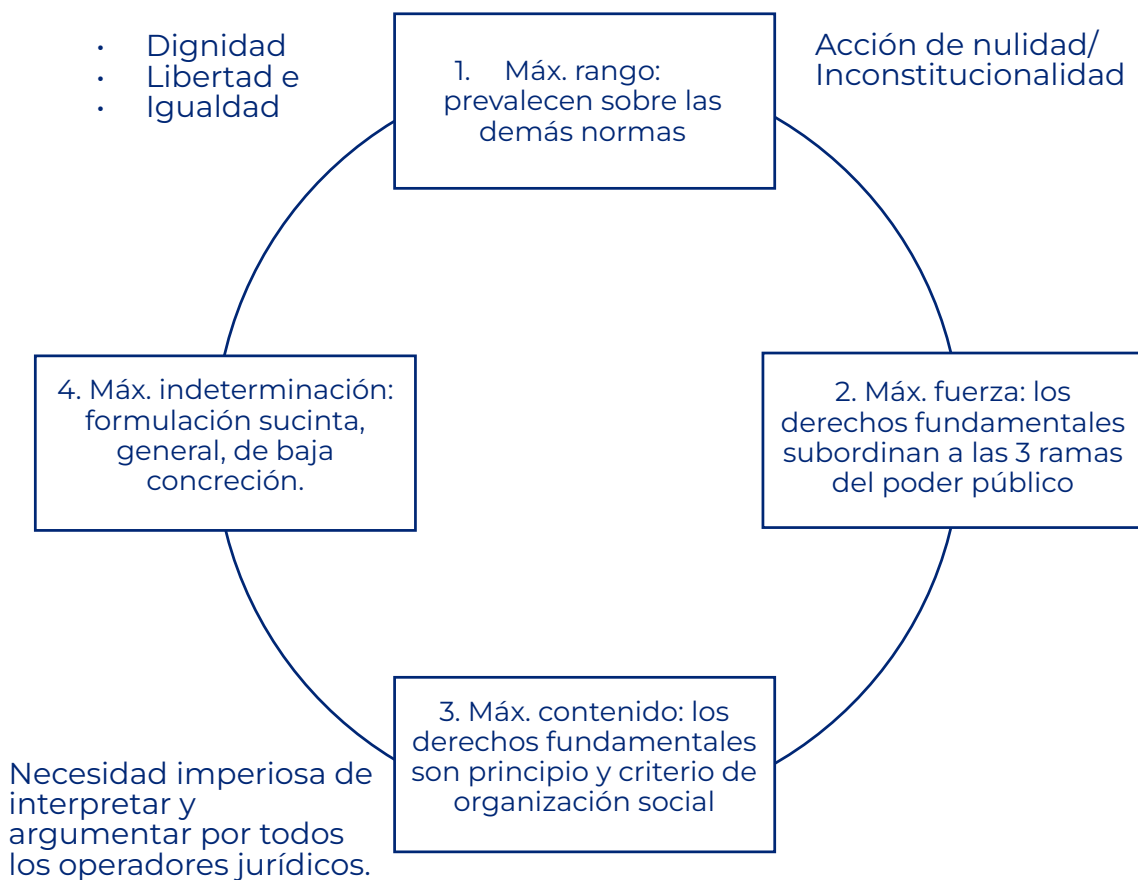 • Dignidad
• Libertad e
• Igualdad
1. Máx. rango:
prevalecen sobre las
demás normas
Acción de nulidad/
Inconstitucionalidad
4. Máx. indeterminación:
formulación sucinta,
general, de baja
concreción.
2. Máx. fuerza: los
derechos fundamentales
subordinan a las 3 ramas
del poder público
3. Máx. contenido: los
derechos fundamentales
son principio y criterio de
organización social
Necesidad imperiosa de
interpretar y
argumentar por todos
los operadores jurídicos.